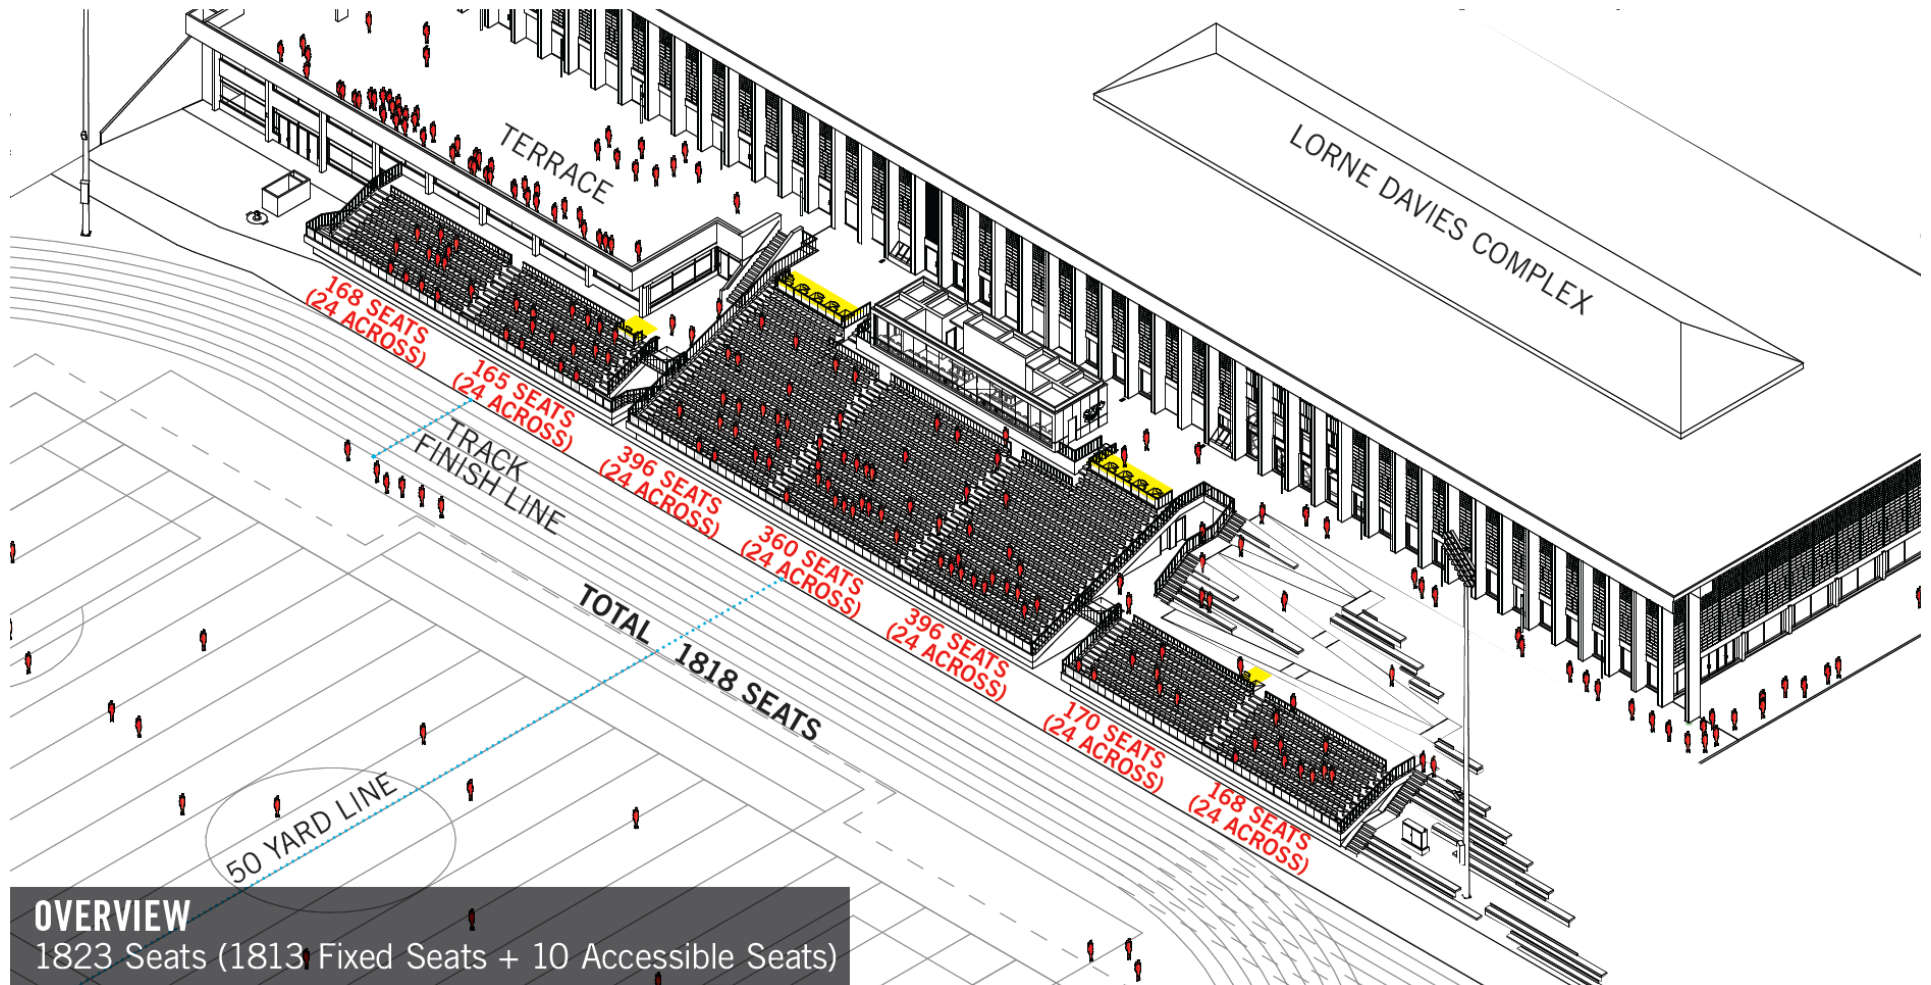 TERRACE
LORNE DAVIES COMPLEX
168 SEATS
(24 ACROSS)
165 SEATS
(24 ACROSS)
TRACK
FINISH LINE
396 SEATS
(24 ACROSS)
360 SEATS
(24 ACROSS)
TOTAL 1818 SEATS
396 SEATS
(24 ACROSS)
170 SEATS
(24 ACROSS)
168 SEATS
(24 ACROSS)
50 YARD LINE
OVERVIEW
1823 Seats (1813 Fixed Seats + 10 Accessible Seats)